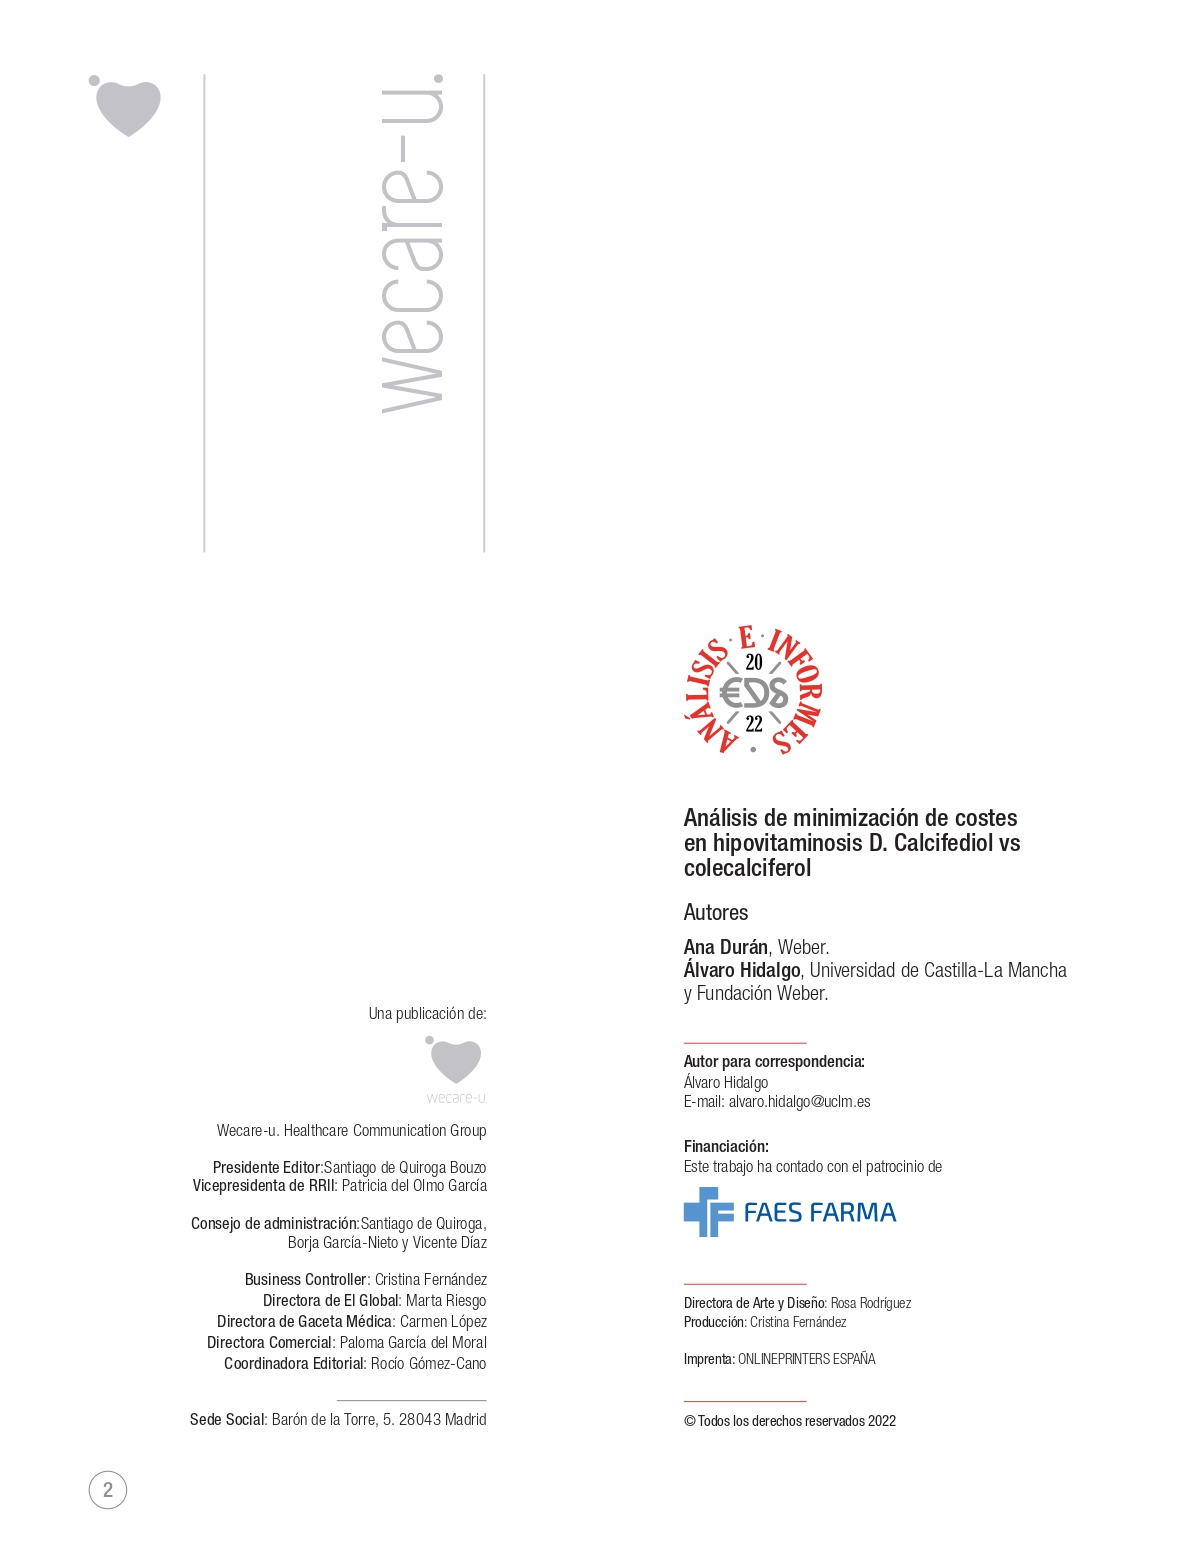 wecare-u.
Una publicación de:
wecare-u.
Wecare-u. Healthcare Communication Group
Presidente Editor:Santiago de Quiroga Bouzo
Vicepresidenta de RRII: Patricia del Olmo García
Consejo de administración:Santiago de Quiroga,
Borja García-Nieto y Vicente Díaz
Business Controller: Cristina Fernández
Directora de El Global: Marta Riesgo
Directora de Gaceta Médica: Carmen López
Directora Comercial: Paloma García del Moral
Coordinadora Editorial: Rocío Gómez-Cano
Sede Social: Barón de la Torre, 5. 28043 Madrid
2
ANÁLISIS E INFORMES
20
EDS
22
Análisis de minimización de costes
en hipovitaminosis D. Calcifediol vs
colecalciferol
Autores
Ana Durán, Weber.
Álvaro Hidalgo, Universidad de Castilla-La Mancha
y Fundación Weber.
Autor para correspondencia:
Álvaro Hidalgo
E-mail: alvaro.hidalgo@uclm.es
Financiación:
Este trabajo ha contado con el patrocinio de
FAES FARMA
Directora de Arte y Diseño: Rosa Rodríguez
Producción: Cristina Fernández
Imprenta: ONLINEPRINTERS ESPAÑA
© Todos los derechos reservados 2022